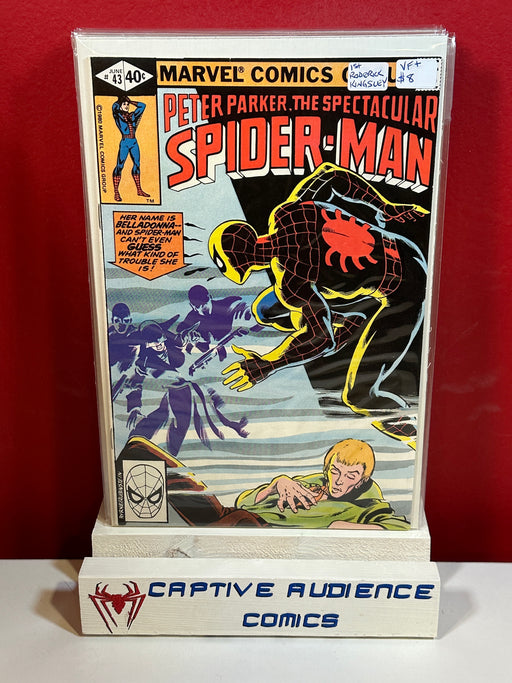 JUNE
# 43
40¢
MARVEL® COMICS G
1ST
RODERICK
KINGSLEY
VF+
$8
©1980 MARVEL COMICS GROUP
TM
PETER PARKER, THE SPECTACULAR
SPIDER-MAN
HER NAME IS
BELLADONNA--
AND SPIDER-MAN
CAN'T EVEN
GUESS
WHAT KIND OF
TROUBLE SHE
IS!
CAPTIVE AUDIENCE
COMICS